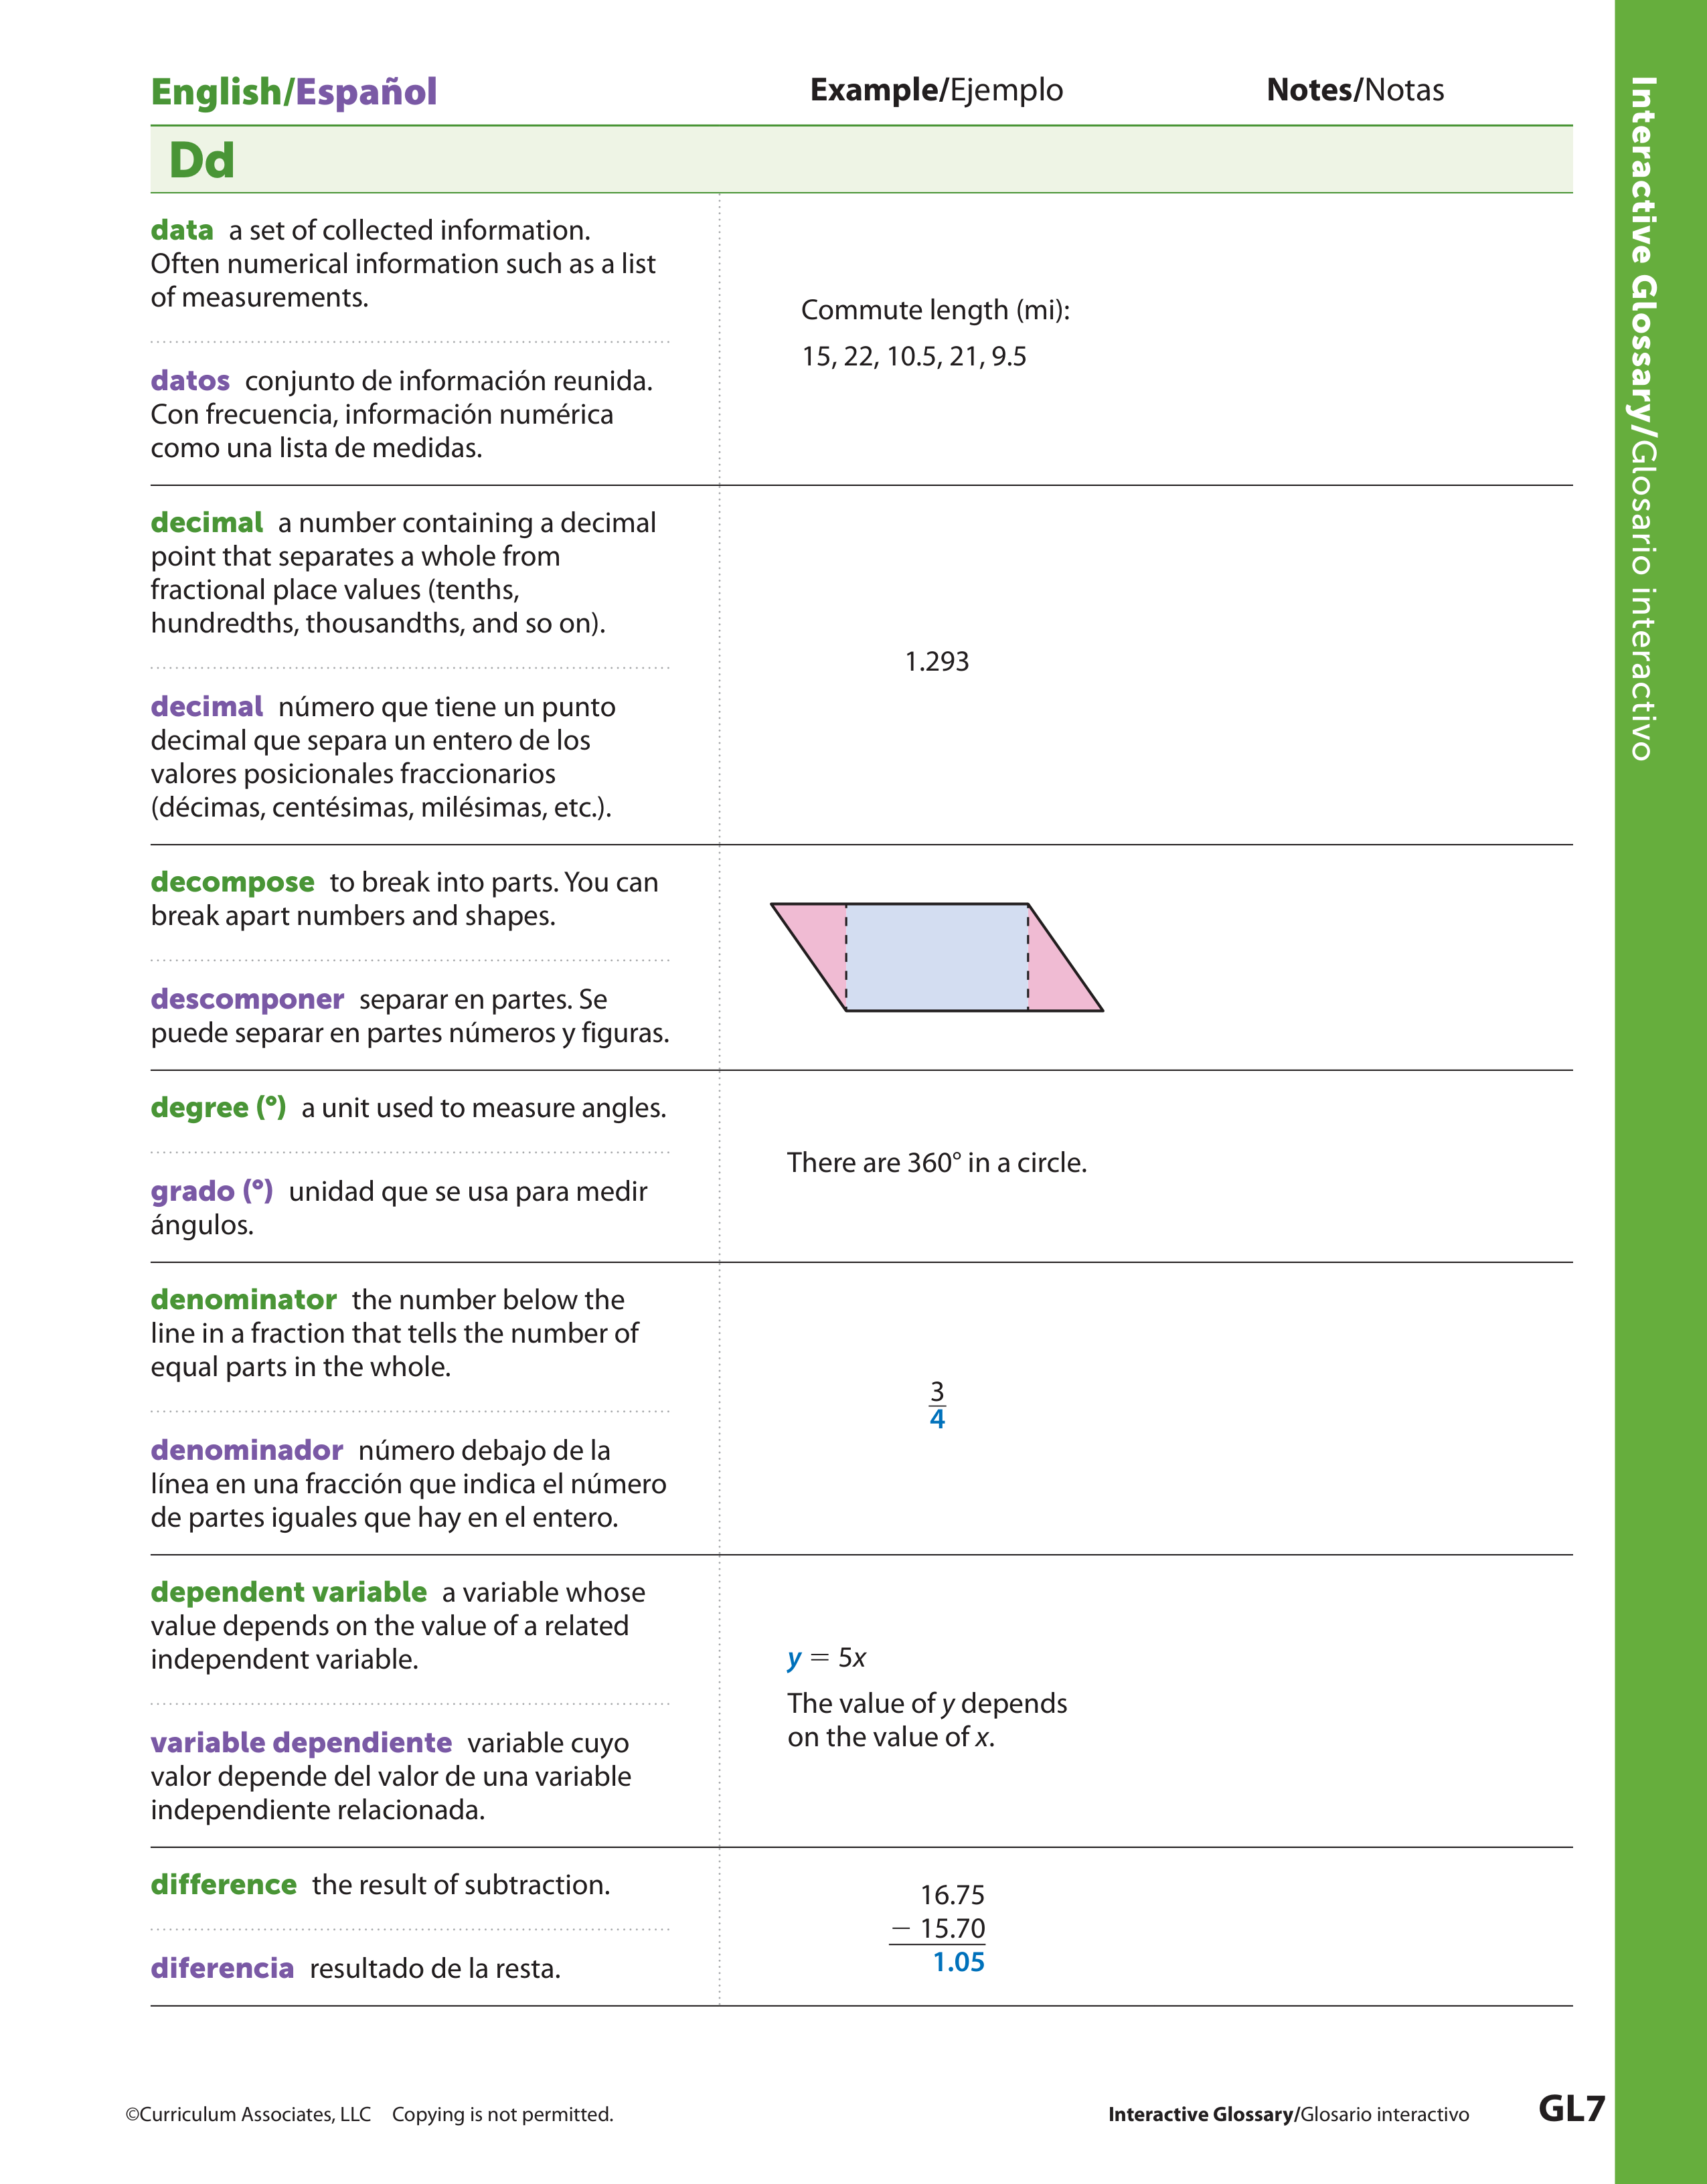 English/Español
Example/Ejemplo
Notes/Notas
Dd
data a set of collected information.
Often numerical information such as a list
of measurements.
datos conjunto de información reunida.
Con frecuencia, información numérica
como una lista de medidas.
Commute length (mi):
15, 22, 10.5, 21, 9.5
decimal a number containing a decimal
point that separates a whole from
fractional place values (tenths,
hundredths, thousandths, and so on).
decimal número que tiene un punto
decimal que separa un entero de los
valores posicionales fraccionarios
(décimas, centésimas, milésimas, etc.).
1.293
decompose to break into parts. You can
break apart numbers and shapes.
descomponer separar en partes. Se
puede separar en partes números y figuras.
degree (°) a unit used to measure angles.
grado (°) unidad que se usa para medir
ángulos.
There are 360° in a circle.
denominator the number below the
line in a fraction that tells the number of
equal parts in the whole.
denominador número debajo de la
línea en una fracción que indica el número
de partes iguales que hay en el entero.
3
4
dependent variable a variable whose
value depends on the value of a related
independent variable.
variable dependiente variable cuyo
valor depende del valor de una variable
independiente relacionada.
y = 5x
The value of y depends
on the value of x.
difference the result of subtraction.
diferencia resultado de la resta.
16.75
− 15.70
1.05
©Curriculum Associates, LLC Copying is not permitted.
Interactive Glossary/Glosario interactivo
GL7
Interactive Glossary/Glosario interactivo